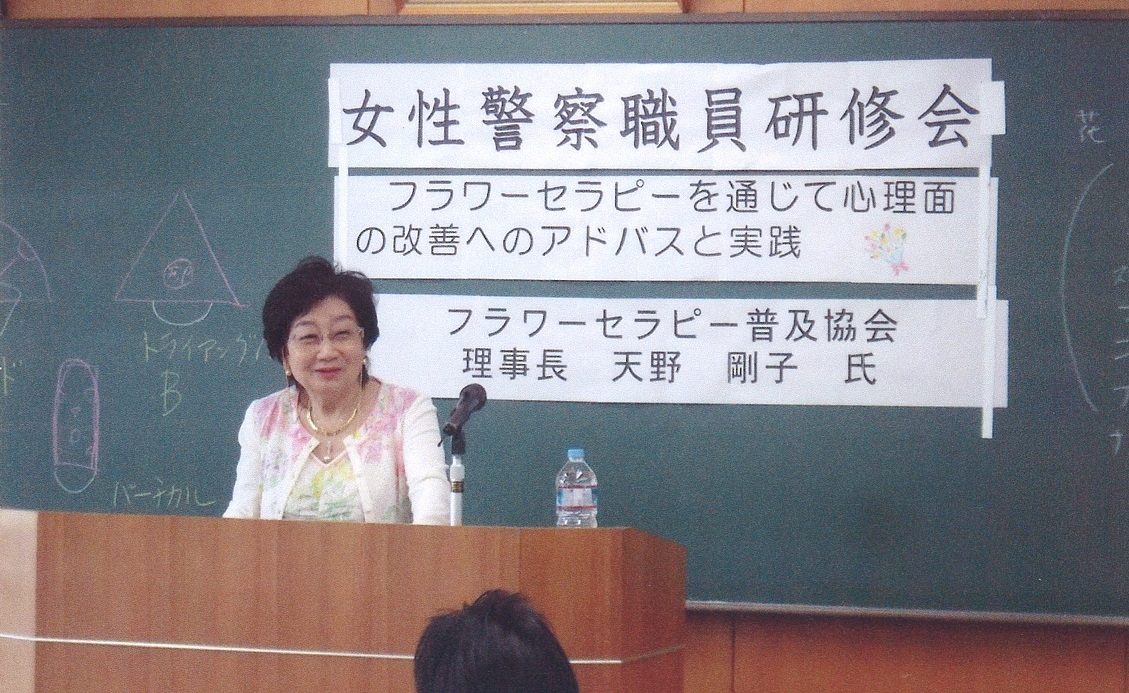 女性警察職員研修会
フラワーセラピーを通じて心理面
の改善へのアドバスと実践
フラワーセラピー普及協会
理事長　天野　剛子　氏
花
トライアングル
B
バーチカル